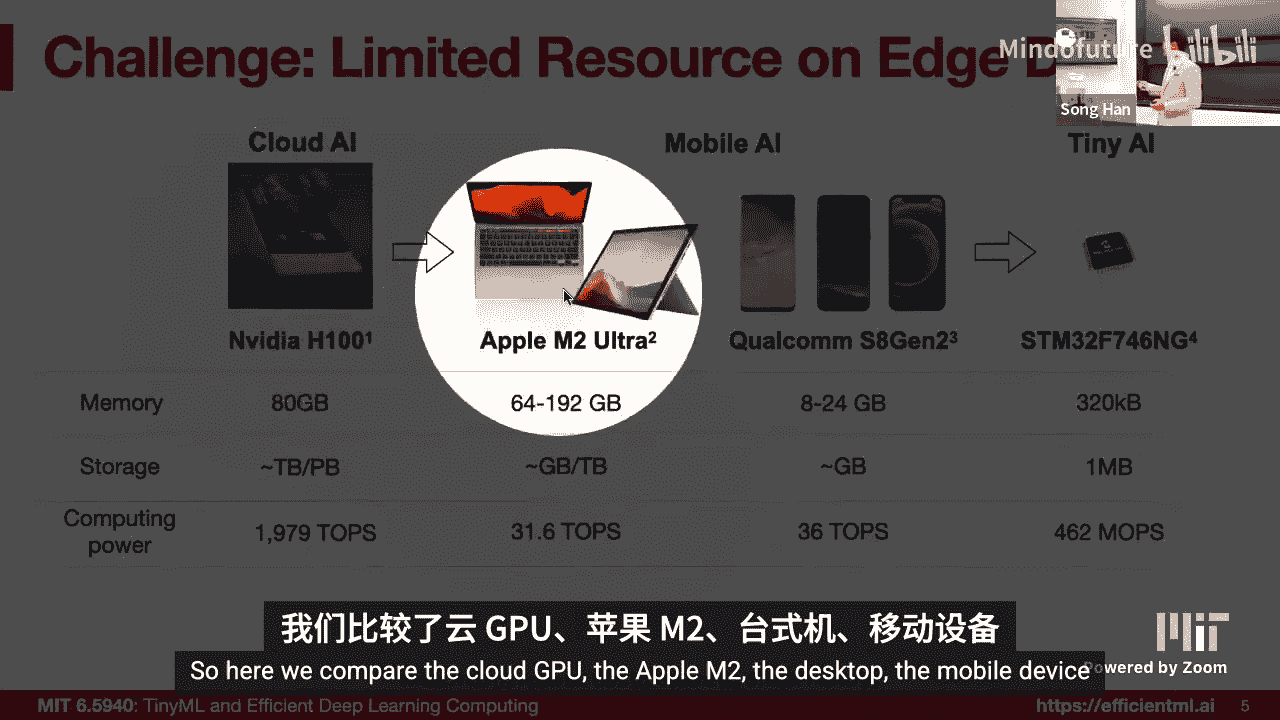 Challenge: Limited Resource on Edge D
Mindofuture bilibili
Song Han
Cloud AI
Mobile AI
Tiny AI
Nvidia H100¹
Apple M2 Ultra²
Qualcomm S8Gen2³
STM32F746NG⁴
Memory 80GB 64-192 GB 8-24 GB 320kB
Storage ~TB/PB ~GB/TB ~GB 1MB
Computing power 1,979 TOPS 31.6 TOPS 36 TOPS 462 MOPS
我们比较了云 GPU、苹果 M2、台式机、移动设备
So here we compare the cloud GPU, the Apple M2, the desktop, the mobile device
MIT
Powered by Zoom
MIT 6.5940: TinyML and Efficient Deep Learning Computing
https://efficientml.ai 5